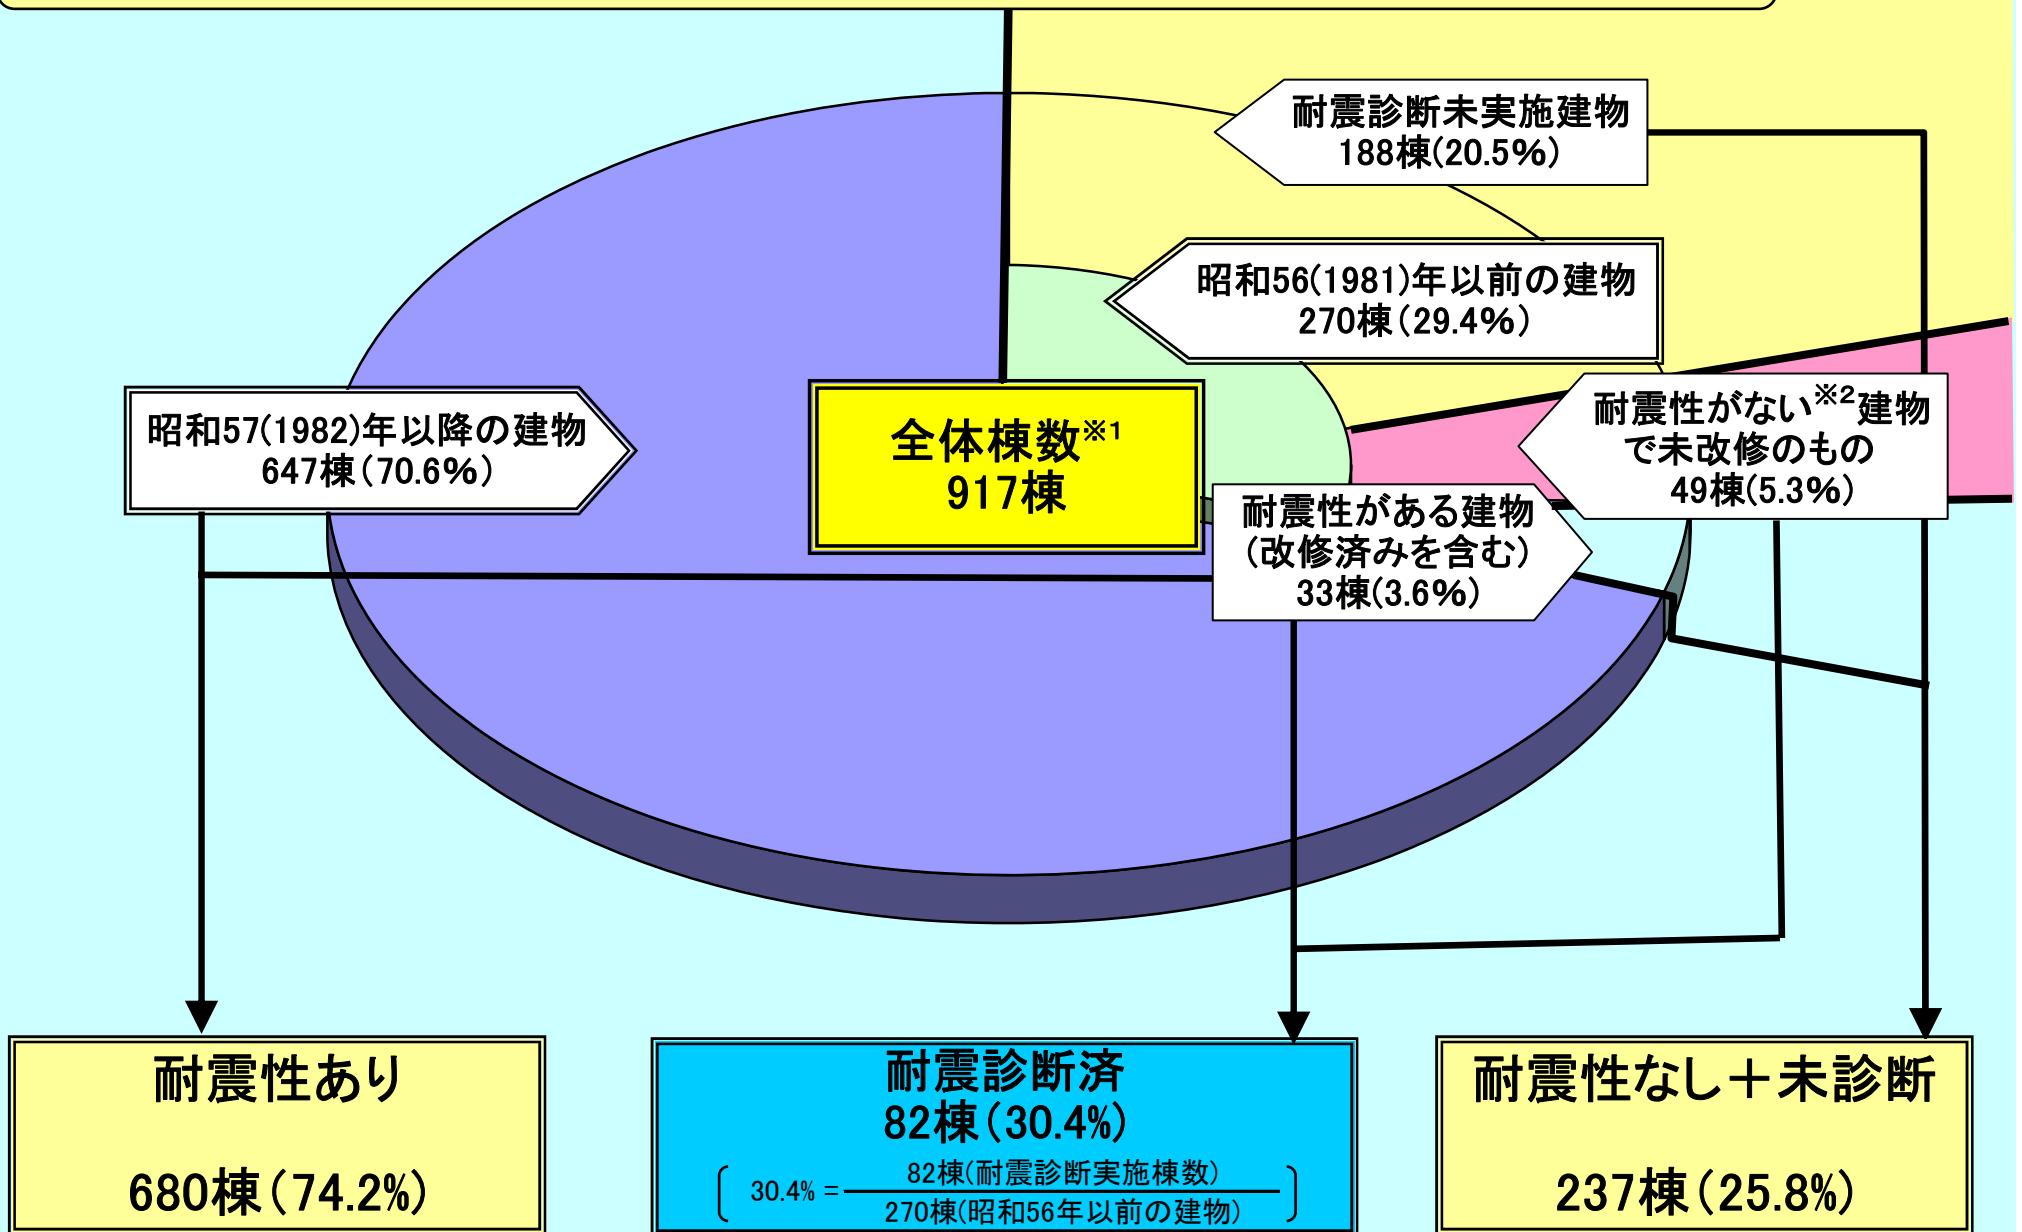 耐震診断未実施建物
188棟(20.5%)
昭和56(1981)年以前の建物
270棟(29.4%)
昭和57(1982)年以降の建物
647棟(70.6%)
全体棟数※1
917棟
耐震性がない※2建物
で未改修のもの
49棟(5.3%)
耐震性がある建物
(改修済みを含む)
33棟(3.6%)
耐震性あり
680棟(74.2%)
耐震診断済
82棟(30.4%)
30.4% =
82棟(耐震診断実施棟数)
270棟(昭和56年以前の建物)
耐震性なし+未診断
237棟(25.8%)